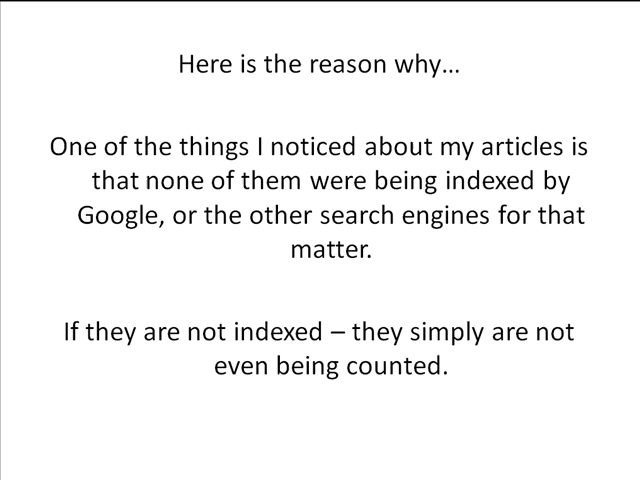 Here is the reason why…
One of the things I noticed about my articles is
that none of them were being indexed by
Google, or the other search engines for that
matter.
If they are not indexed – they simply are not
even being counted.